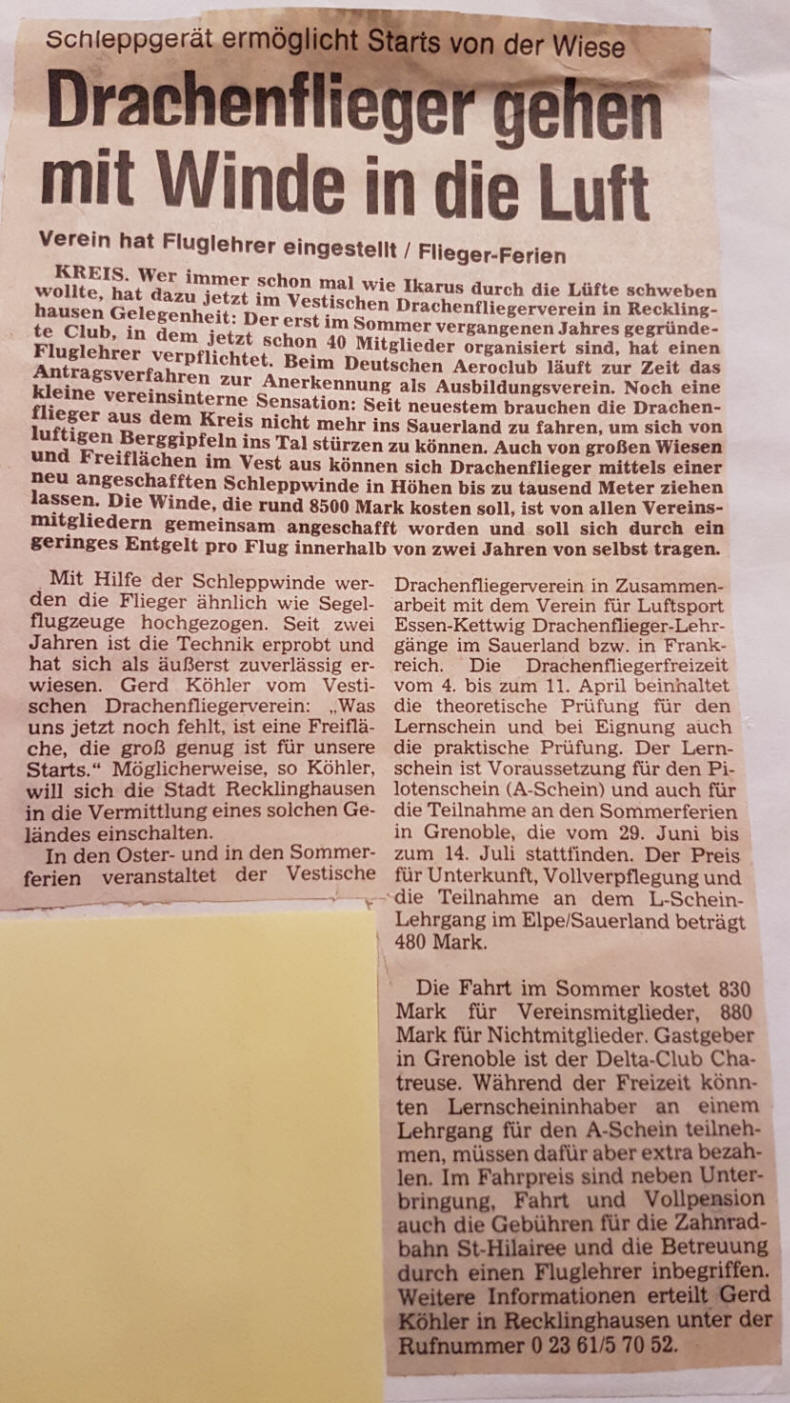 Schleppgerät ermöglicht Starts von der Wiese
Drachenflieger gehen
mit Winde in die Luft
Verein hat Fluglehrer eingestellt / Flieger-Ferien
KREIS. Wer immer schon mal wie Ikarus durch die Lüfte schweben
wollte, hat dazu jetzt im Vestischen Drachenfliegerverein in Reckling-
hausen Gelegenheit: Der erst im Sommer vergangenen Jahres gegründe-
te Club, in dem jetzt schon 40 Mitglieder organisiert sind, hat einen
Fluglehrer verpflichtet. Beim Deutschen Aeroclub läuft zur Zeit das
Antragsverfahren zur Anerkennung als Ausbildungsverein. Noch eine
kleine vereinsinterne Sensation: Seit neuestem brauchen die Drachen-
flieger aus dem Kreis nicht mehr ins Sauerland zu fahren, um sich von
luftigen Berggipfeln ins Tal stürzen zu können. Auch von großen Wiesen
und Freiflächen im Vest aus können sich Drachenflieger mittels einer
neu angeschafften Schleppwinde in Höhen bis zu tausend Meter ziehen
lassen. Die Winde, die rund 8500 Mark kosten soll, ist von allen Vereins-
mitgliedern gemeinsam angeschafft worden und soll sich durch ein
geringes Entgelt pro Flug innerhalb von zwei Jahren von selbst tragen.
Mit Hilfe der Schleppwinde wer-
den die Flieger ähnlich wie Segel-
flugzeuge hochgezogen. Seit zwei
Jahren ist die Technik erprobt und
hat sich als äußerst zuverlässig er-
wiesen. Gerd Köhler vom Vesti-
schen Drachenfliegerverein: „Was
uns jetzt noch fehlt, ist eine Freiflä-
che, die groß genug ist für unsere
Starts.“ Möglicherweise, so Köhler,
will sich die Stadt Recklinghausen
in die Vermittlung eines solchen Ge-
ländes einschalten.
In den Oster- und in den Sommer-
ferien veranstaltet der Vestische
Drachenfliegerverein in Zusammen-
arbeit mit dem Verein für Luftsport
Essen-Kettwig Drachenflieger-Lehr-
gänge im Sauerland bzw. in Frank-
reich. Die Drachenfliegerfreizeit
vom 4. bis zum 11. April beinhaltet
die theoretische Prüfung für den
Lernschein und bei Eignung auch
die praktische Prüfung. Der Lern-
schein ist Voraussetzung für den Pi-
lotenschein (A-Schein) und auch für
die Teilnahme an den Sommerferien
in Grenoble, die vom 29. Juni bis
zum 14. Juli stattfinden. Der Preis
für Unterkunft, Vollverpflegung und
die Teilnahme an dem L-Schein-
Lehrgang im Elpe/Sauerland beträgt
480 Mark.
Die Fahrt im Sommer kostet 830
Mark für Vereinsmitglieder, 880
Mark für Nichtmitglieder. Gastgeber
in Grenoble ist der Delta-Club Cha-
treuse. Während der Freizeit könn-
ten Lernscheininhaber an einem
Lehrgang für den A-Schein teilneh-
men, müssen dafür aber extra bezah-
len. Im Fahrpreis sind neben Unter-
bringung, Fahrt und Vollpension
auch die Gebühren für die Zahnrad-
bahn St-Hilairee und die Betreuung
durch einen Fluglehrer inbegriffen.
Weitere Informationen erteilt Gerd
Köhler in Recklinghausen unter der
Rufnummer 0 23 61/5 70 52.